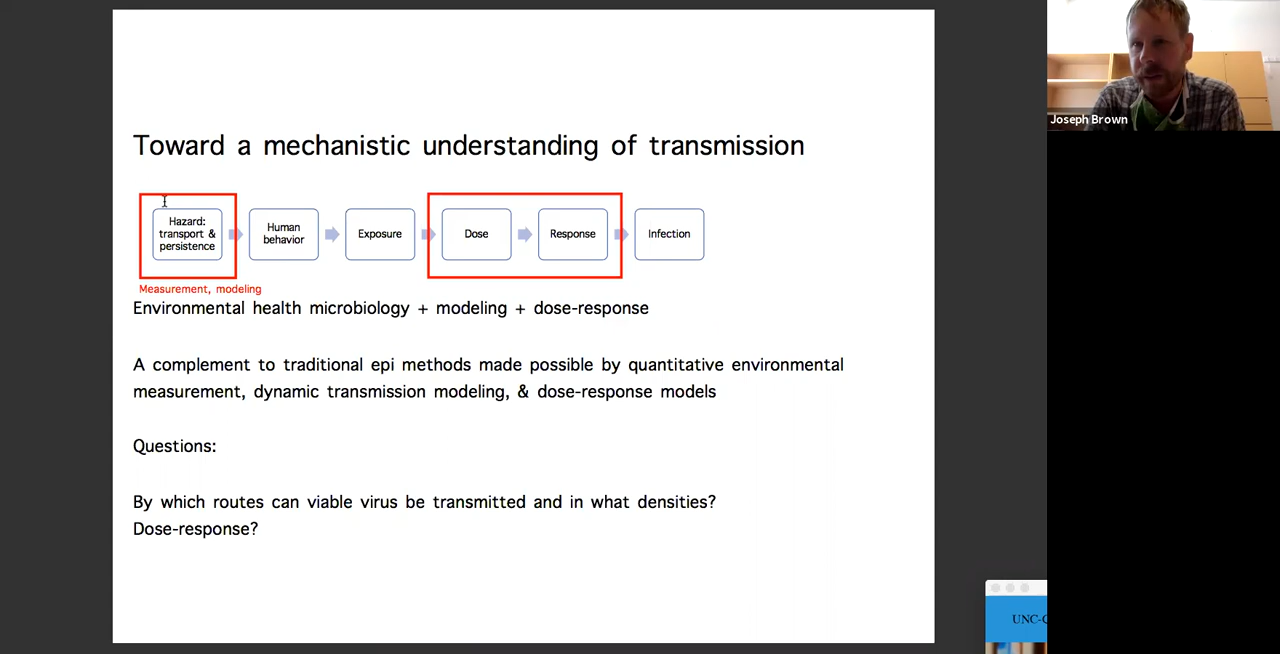 Toward a mechanistic understanding of transmission
Hazard:
transport &
persistence
Human
behavior
Exposure
Dose
Response
Infection
Measurement, modeling
Environmental health microbiology + modeling + dose-response
A complement to traditional epi methods made possible by quantitative environmental
measurement, dynamic transmission modeling, & dose-response models
Questions:
By which routes can viable virus be transmitted and in what densities?
Dose-response?
Joseph Brown